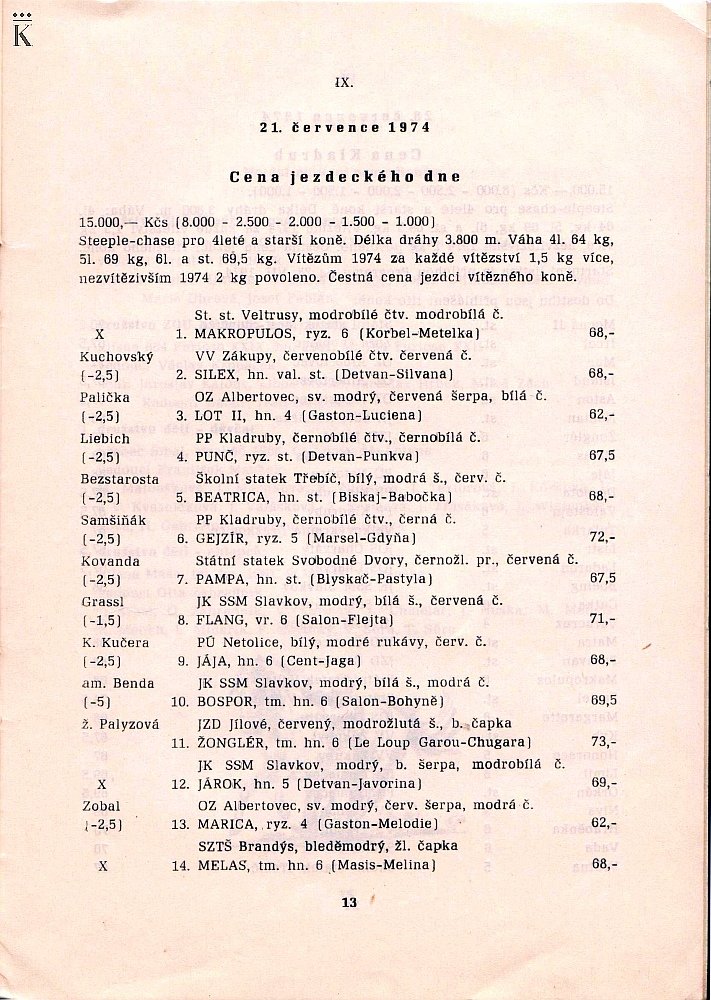 K
IX.
21. července 1974
Cena jezdeckého dne
15.000,— Kčs (8.000 - 2.500 - 2.000 - 1.500 - 1.000)
Steeple-chase pro 4leté a starší koně. Délka dráhy 3.800 m. Váha 4l. 64 kg,
5l. 69 kg, 6l. a st. 69,5 kg. Vítězům 1974 za každé vítězství 1,5 kg více,
nezvítězivším 1974 2 kg povoleno. Čestná cena jezdci vítězného koně.
St. st. Veltrusy, modrobílé čtv. modrobílá č.
X 1. MAKROPULOS, ryz. 6 (Korbel-Metelka) 68,-
Kuchovský VV Zákupy, červenobílé čtv. červená č.
(-2,5) 2. SILEX, hn. val. st. (Detvan-Silvana) 68,-
Palička OZ Albertovec, sv. modrý, červená šerpa, bílá č.
(-2,5) 3. LOT II, hn. 4 (Gaston-Luciena) 62,-
Liebich PP Kladruby, černobílé čtv., černobílá č.
(-2,5) 4. PUNČ, ryz. st. (Detvan-Punkva) 67,5
Bezstarosta Školní statek Třebíč, bílý, modrá š., červ. č.
(-2,5) 5. BEATRICA, hn. st. (Biskaj-Babočka) 68,-
Samšiňák PP Kladruby, černobílé čtv., černá č.
(-2,5) 6. GEJZÍR, ryz. 5 (Marsel-Gdyňa) 72,-
Kovanda Státní statek Svobodné Dvory, černožl. pr., červená č.
(-2,5) 7. PAMPA, hn. st. (Blyskač-Pastyla) 67,5
Grassl JK SSM Slavkov, modrý, bílá š., červená č.
(-1,5) 8. FLANG, vr. 6 (Salon-Flejta) 71,-
K. Kučera PÚ Netolice, bílý, modré rukávy, červ. č.
(-2,5) 9. JÁJA, hn. 6 (Cent-Jaga) 68,-
am. Benda JK SSM Slavkov, modrý, bílá š., modrá č.
(-5) 10. BOSPOR, tm. hn. 6 (Salon-Bohyně) 69,5
ž. Palyzová JZD Jílové, červený, modrožlutá š., b. čapka
11. ŽONGLÉR, tm. hn. 6 (Le Loup Garou-Chugara) 73,-
JK SSM Slavkov, modrý, b. šerpa, modrobílá č.
X 12. JÁROK, hn. 5 (Detvan-Javorina) 69,-
Zobal OZ Albertovec, sv. modrý, červ. šerpa, modrá č.
(-2,5) 13. MARICA, ryz. 4 (Gaston-Melodie) 62,-
SZTŠ Brandýs, bleděmodrý, žl. čapka
X 14. MELAS, tm. hn. 6 (Masis-Melina) 68,-
13